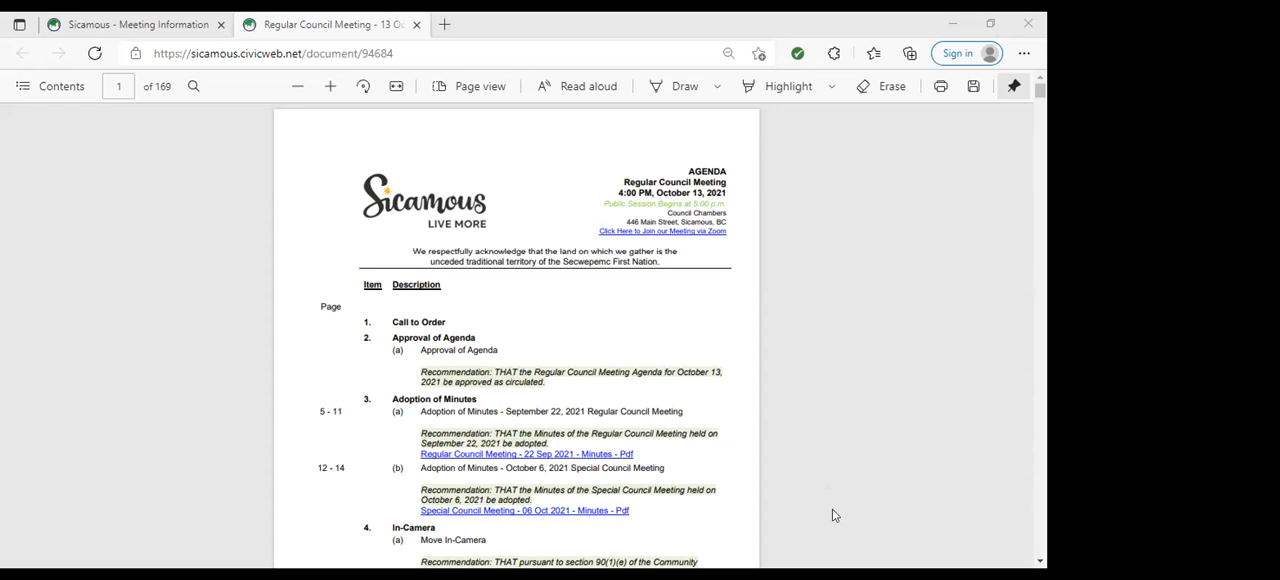 Sicamous - Meeting Information
Regular Council Meeting - 13 Oc
https://sicamous.civicweb.net/document/94684
Sign in
Contents
1
of 169
Page view
Read aloud
Draw
Highlight
Erase
Sicamous
LIVE MORE
AGENDA
Regular Council Meeting
4:00 PM, October 13, 2021
Public Session Begins at 5:00 p.m.
Council Chambers
446 Main Street, Sicamous, BC
Click Here to Join our Meeting via Zoom
We respectfully acknowledge that the land on which we gather is the
unceded traditional territory of the Secwepemc First Nation.
Item Description
Page
1. Call to Order
2. Approval of Agenda
(a) Approval of Agenda
Recommendation: THAT the Regular Council Meeting Agenda for October 13,
2021 be approved as circulated.
3. Adoption of Minutes
5 - 11 (a) Adoption of Minutes - September 22, 2021 Regular Council Meeting
Recommendation: THAT the Minutes of the Regular Council Meeting held on
September 22, 2021 be adopted.
Regular Council Meeting - 22 Sep 2021 - Minutes - Pdf
12 - 14 (b) Adoption of Minutes - October 6, 2021 Special Council Meeting
Recommendation: THAT the Minutes of the Special Council Meeting held on
October 6, 2021 be adopted.
Special Council Meeting - 06 Oct 2021 - Minutes - Pdf
4. In-Camera
(a) Move In-Camera
Recommendation: THAT pursuant to section 90(1)(e) of the Community